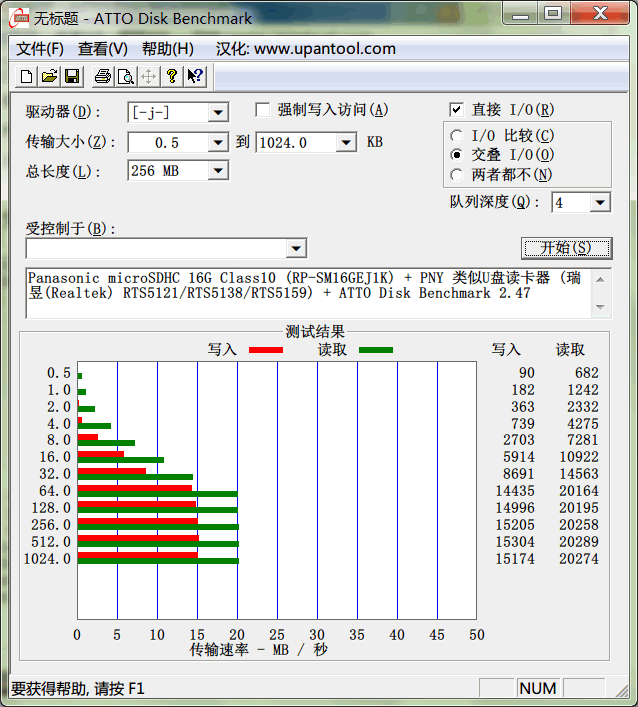 无标题 - ATTO Disk Benchmark
文件(F) 查看(V) 帮助(H) 汉化: www.upantool.com
驱动器(D): [-j-] 强制写入访问(A) 直接 I/O(R)
传输大小(Z): 0.5 到 1024.0 KB
I/O 比较(C)
交叠 I/O(O)
总长度(L): 256 MB
两者都不(N)
队列深度(Q): 4
受控制于(B):
开始(S)
Panasonic microSDHC 16G Class10 (RP-SM16GEJ1K) + PNY 类似U盘读卡器 (瑞
昱(Realtek) RTS5121/RTS5138/RTS5159) + ATTO Disk Benchmark 2.47
测试结果
写入 读取 写入 读取
0.5 90 682
1.0 182 1242
2.0 363 2332
4.0 739 4275
8.0 2703 7281
16.0 5914 10922
32.0 8691 14563
64.0 14435 20164
128.0 14996 20195
256.0 15205 20258
512.0 15304 20289
1024.0 15174 20274
0 5 10 15 20 25 30 35 40 45 50
传输速率 - MB / 秒
要获得帮助, 请按 F1 NUM